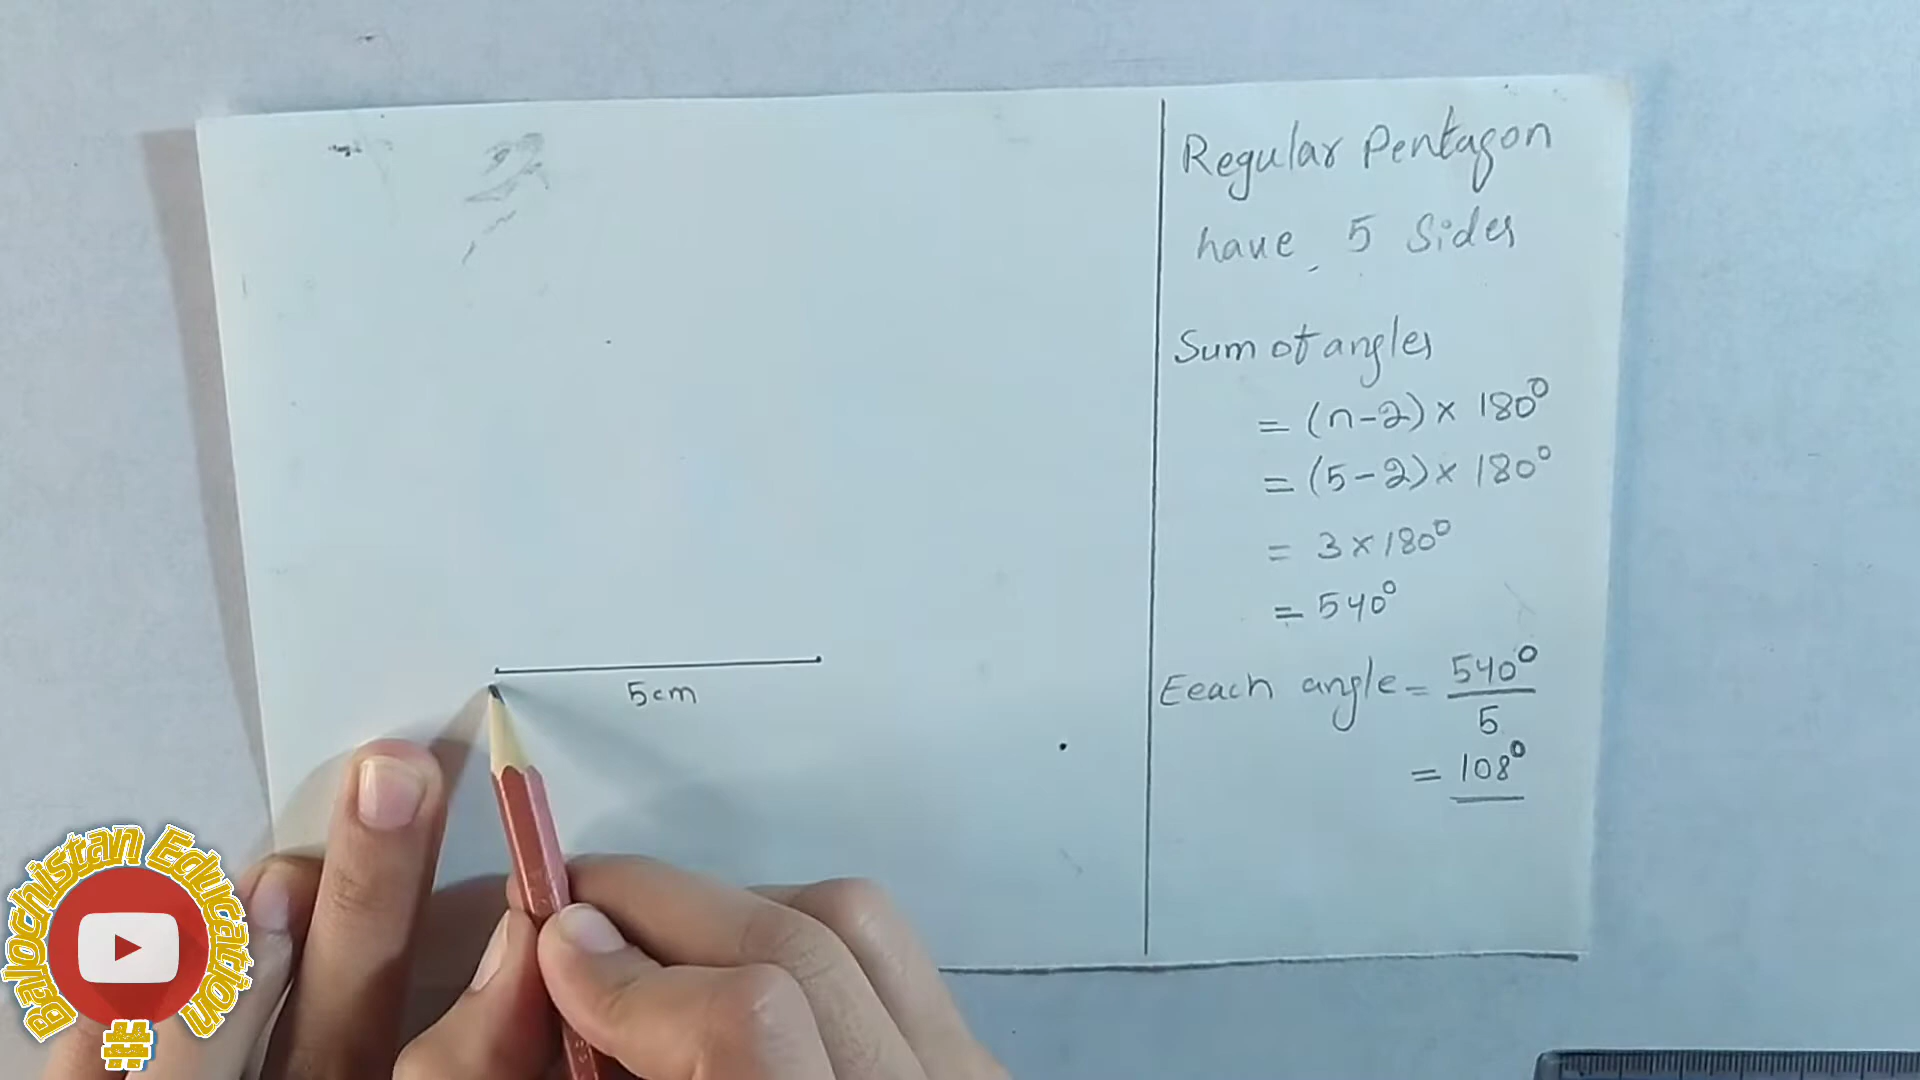 Regular Pentagon
have 5 Sides
Sum of angles
= (n-2) × 180°
= (5-2) × 180°
= 3 × 180°
= 540°
Eeach angle = 540°
5
= 108°
5cm
Balochistan Education
#